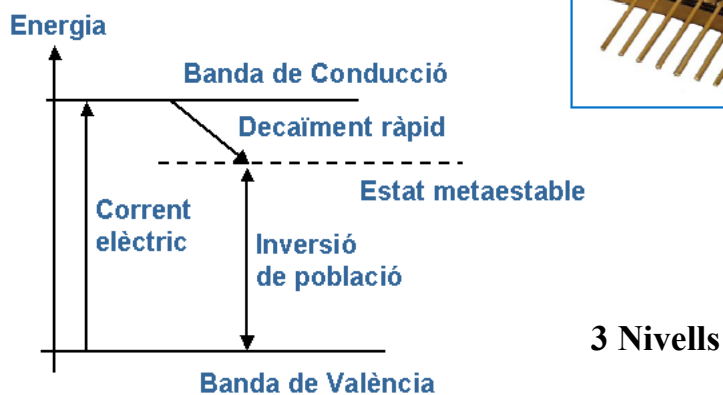 Energia
Banda de Conducció
Decaïment ràpid
Estat metaestable
Corrent
elèctric
Inversió
de població
3 Nivells
Banda de València